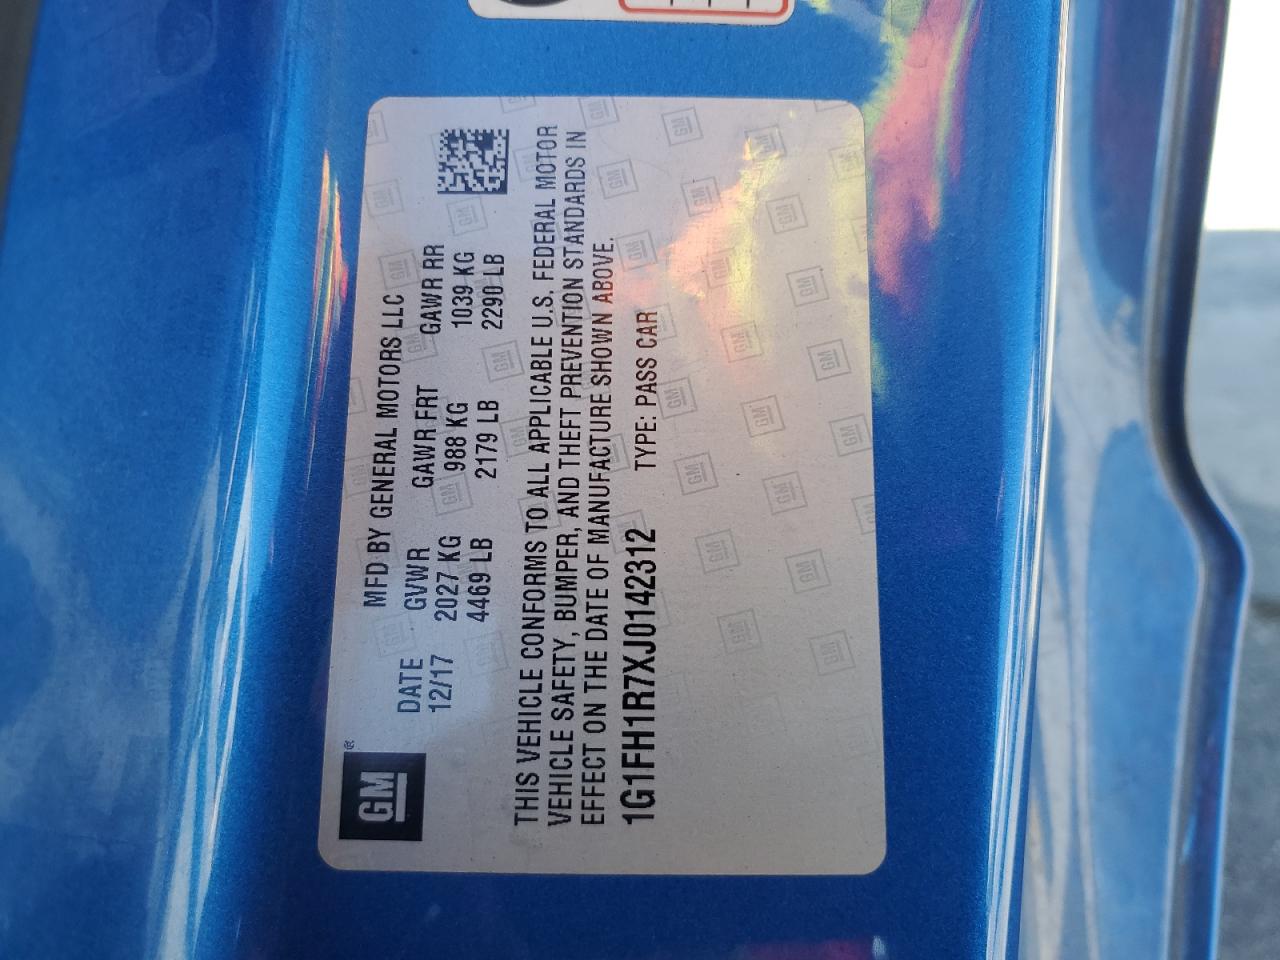 GM®
MFD BY GENERAL MOTORS LLC
DATE GVWR GAWR FRT GAWR RR
12/17 2027 KG 988 KG 1039 KG
4469 LB 2179 LB 2290 LB
THIS VEHICLE CONFORMS TO ALL APPLICABLE U.S. FEDERAL MOTOR
VEHICLE SAFETY, BUMPER, AND THEFT PREVENTION STANDARDS IN
EFFECT ON THE DATE OF MANUFACTURE SHOWN ABOVE.
1G1FH1R7XJ0142312 TYPE: PASS CAR